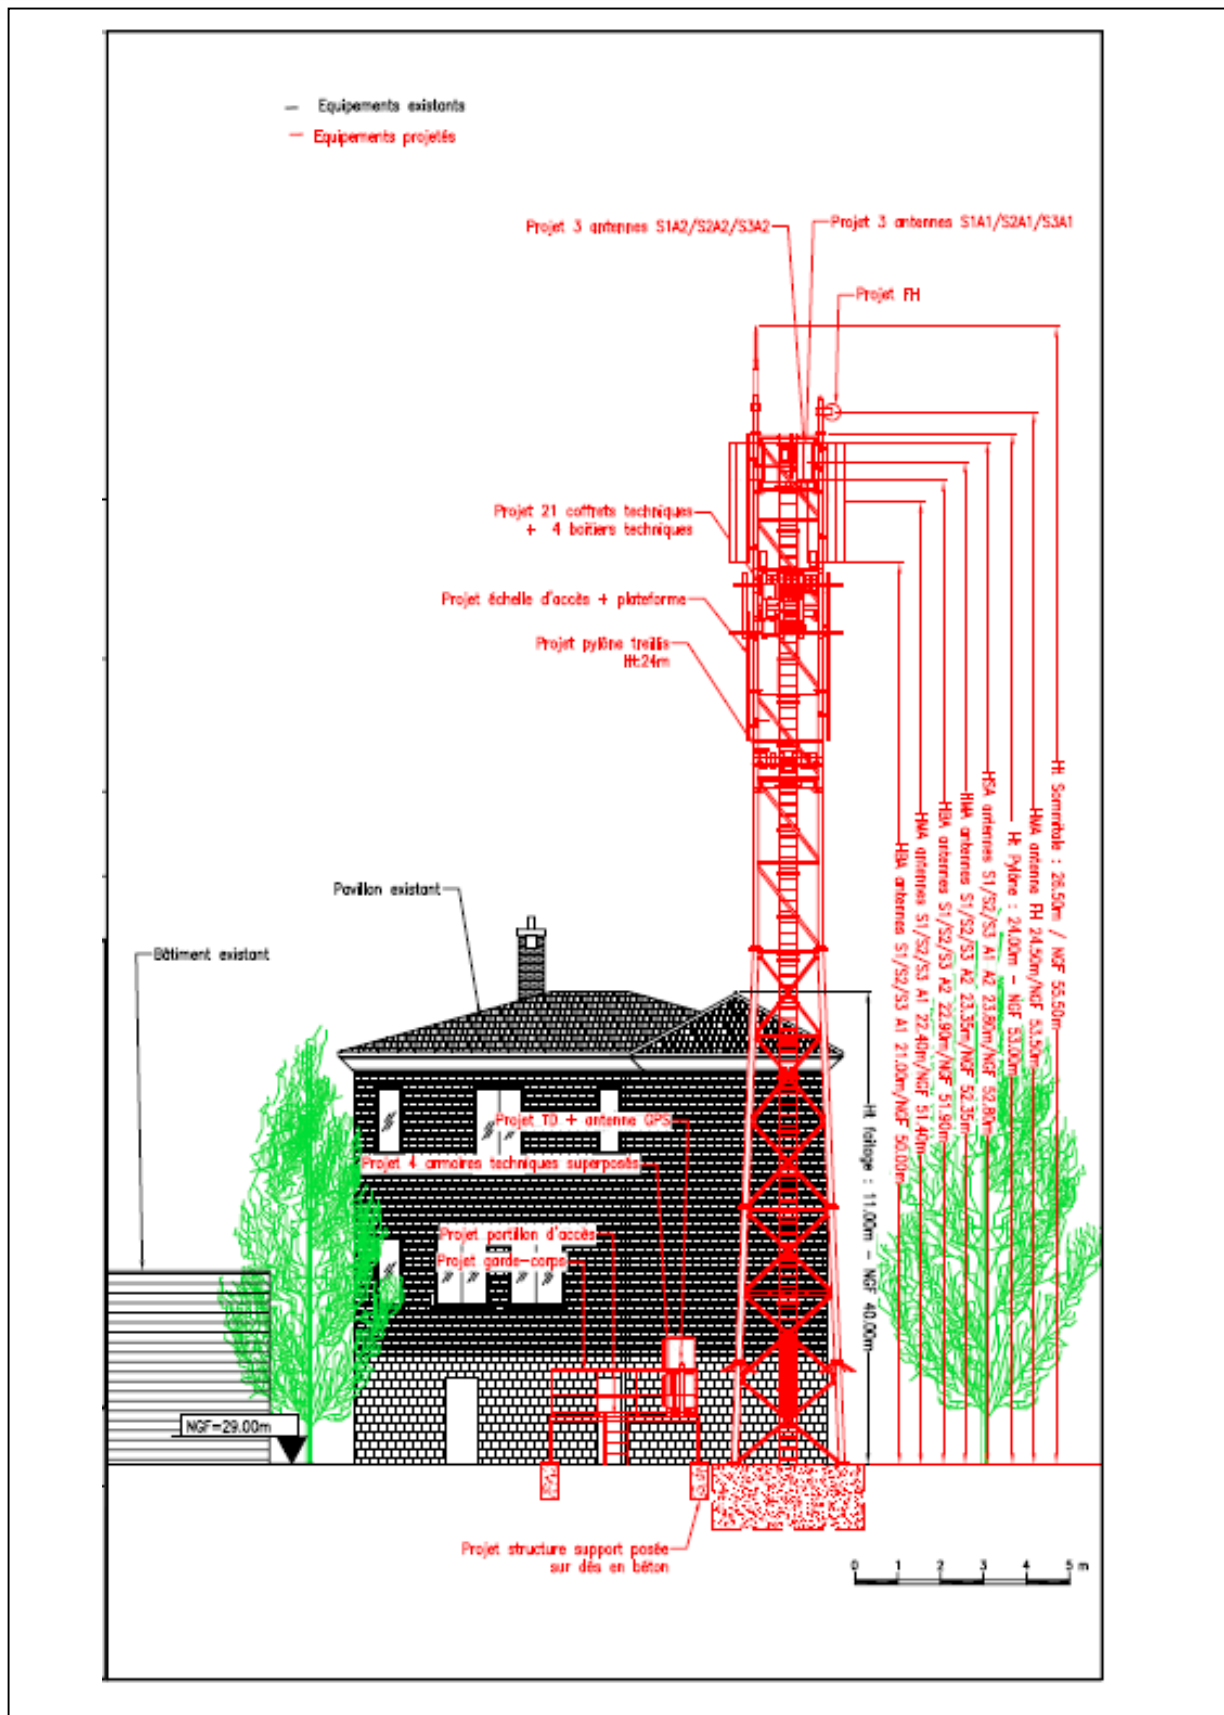 Equipements existants
Equipements projetés
Projet 3 antennes S1A2/S2A2/S3A2
Projet 3 antennes S1A1/S2A1/S3A1
Projet FH
Projet 21 coffrets techniques
+ 4 boîtiers techniques
Projet échelle d'accès + plateforme
Projet pylône treillis
Ht:24m
Pavillon existant
Bâtiment existant
Ht Sommitale : 26.50m / NGF 55.50m
HMA antenne FH 24.50m/NGF 53.50m
Ht Pylône : 24.00m - NGF 53.00m
HSA antennes S1/S2/S3 A1 A2 23.80m/NGF 52.80m
HMA antennes S1/S2/S3 A2 23.35m/NGF 52.35m
HBA antennes S1/S2/S3 A2 22.90m/NGF 51.90m
HMA antennes S1/S2/S3 A1 22.40m/NGF 51.40m
HBA antennes S1/S2/S3 A1 21.00m/NGF 50.00m
Ht faîtage : 11.00m - NGF 40.00m
Projet TD + antenne GPS
Projet 4 armoires techniques superposés
Projet portillon d'accès
Projet garde-corps
NGF=29.00m
Projet structure support posée
sur dés en béton
0 1 2 3 4 5 m